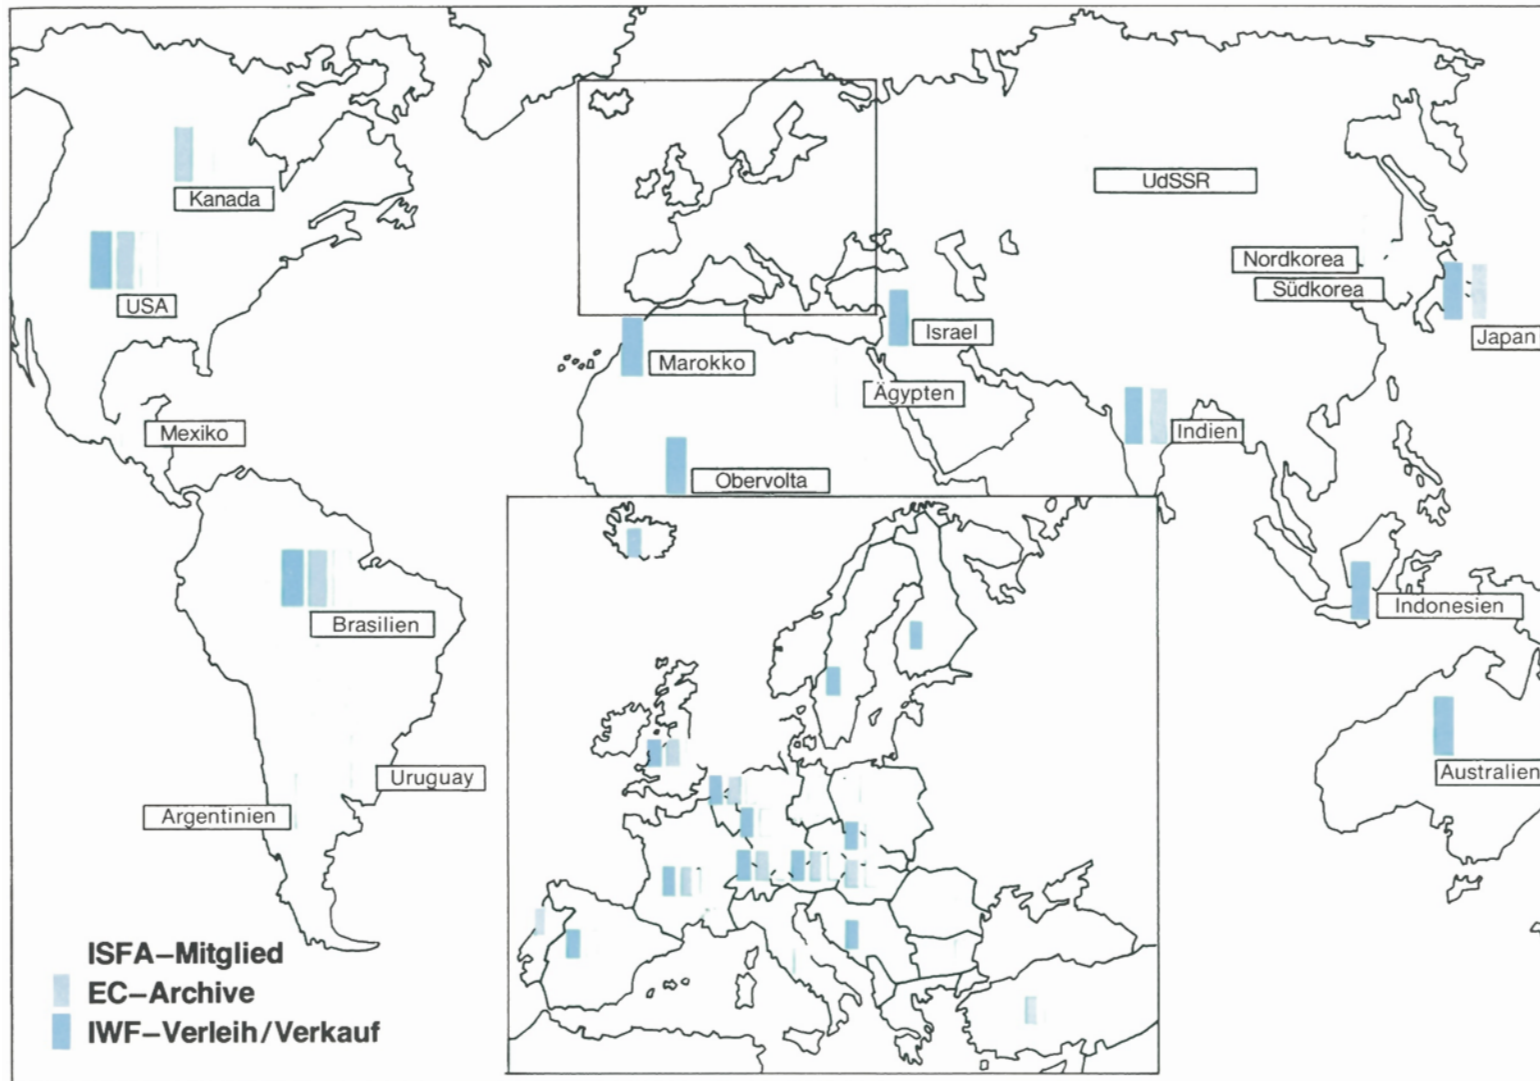 Kanada
UdSSR
USA
Nordkorea
Südkorea
Israel
Japan
Marokko
Ägypten
Mexiko
Indien
Obervolta
Brasilien
Indonesien
Uruguay
Australien
Argentinien
ISFA–Mitglied
EC–Archive
IWF–Verleih/Verkauf